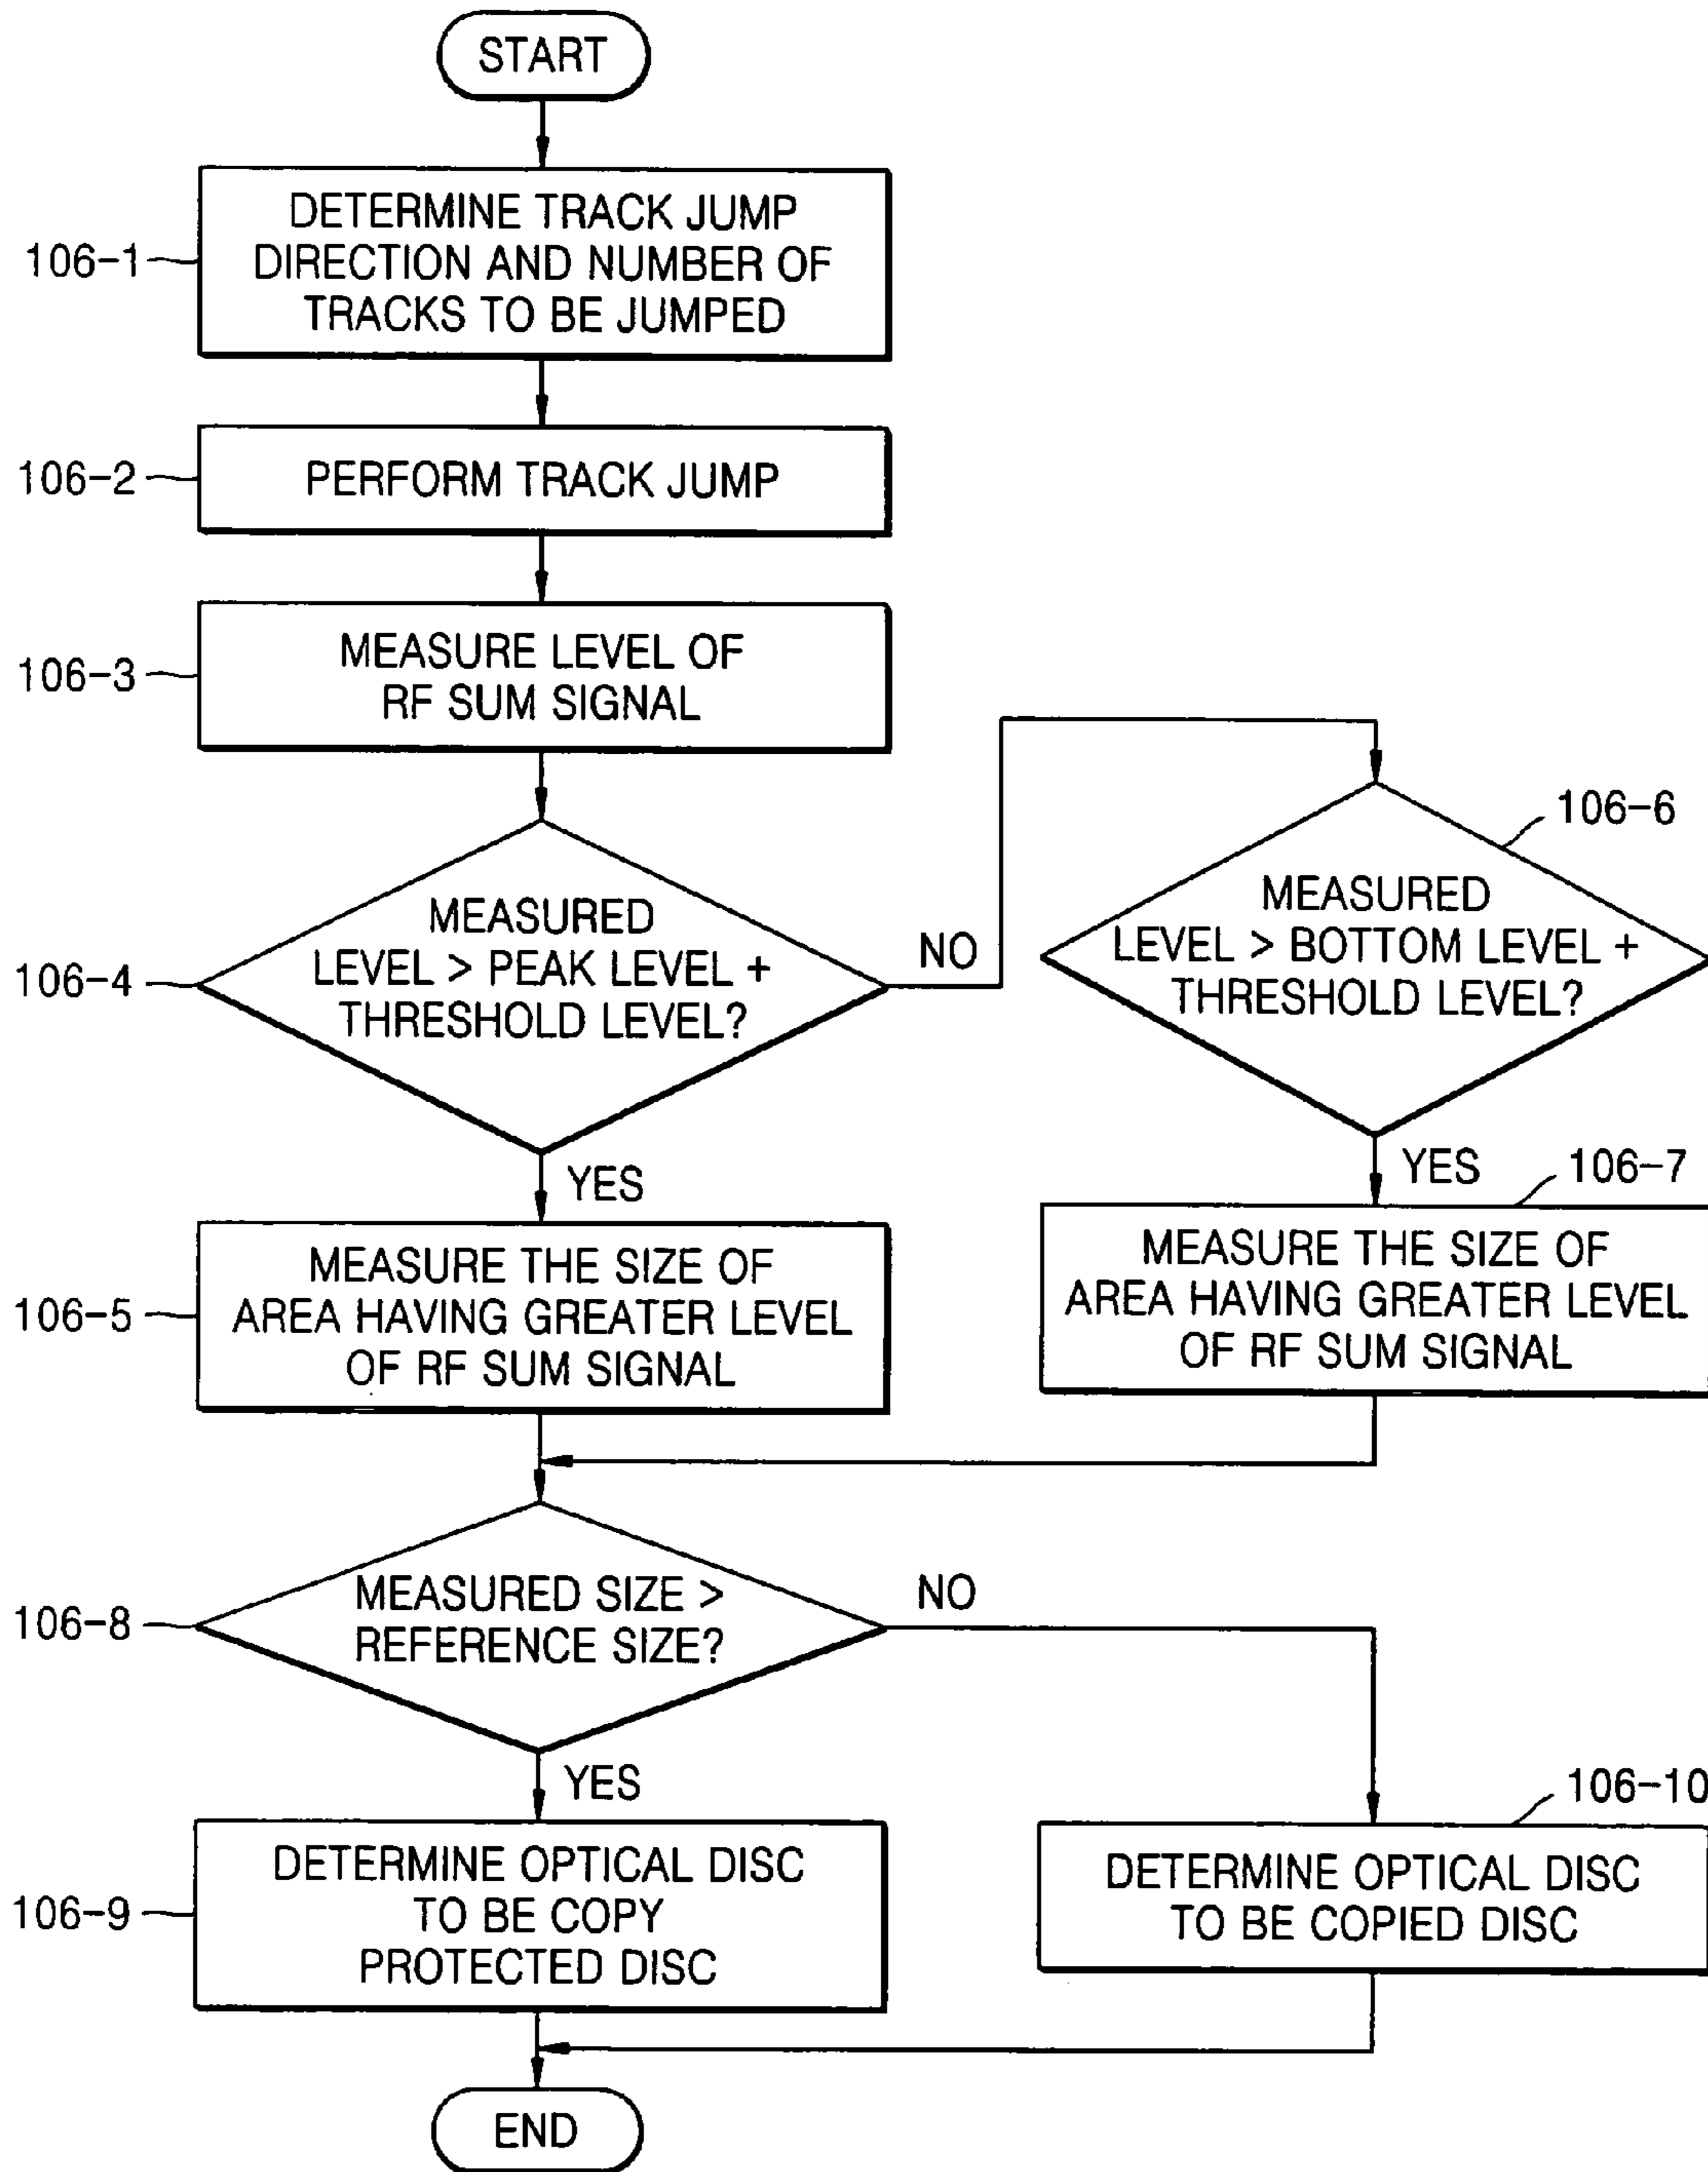 START
106-1
DETERMINE TRACK JUMP
DIRECTION AND NUMBER OF
TRACKS TO BE JUMPED
106-2
PERFORM TRACK JUMP
106-3
MEASURE LEVEL OF
RF SUM SIGNAL
106-4
MEASURED
LEVEL > PEAK LEVEL +
THRESHOLD LEVEL?
NO
106-6
MEASURED
LEVEL > BOTTOM LEVEL +
THRESHOLD LEVEL?
YES
YES
106-7
106-5
MEASURE THE SIZE OF
AREA HAVING GREATER LEVEL
OF RF SUM SIGNAL
MEASURE THE SIZE OF
AREA HAVING GREATER LEVEL
OF RF SUM SIGNAL
106-8
MEASURED SIZE >
REFERENCE SIZE?
NO
YES
106-10
106-9
DETERMINE OPTICAL DISC
TO BE COPY
PROTECTED DISC
DETERMINE OPTICAL DISC
TO BE COPIED DISC
END